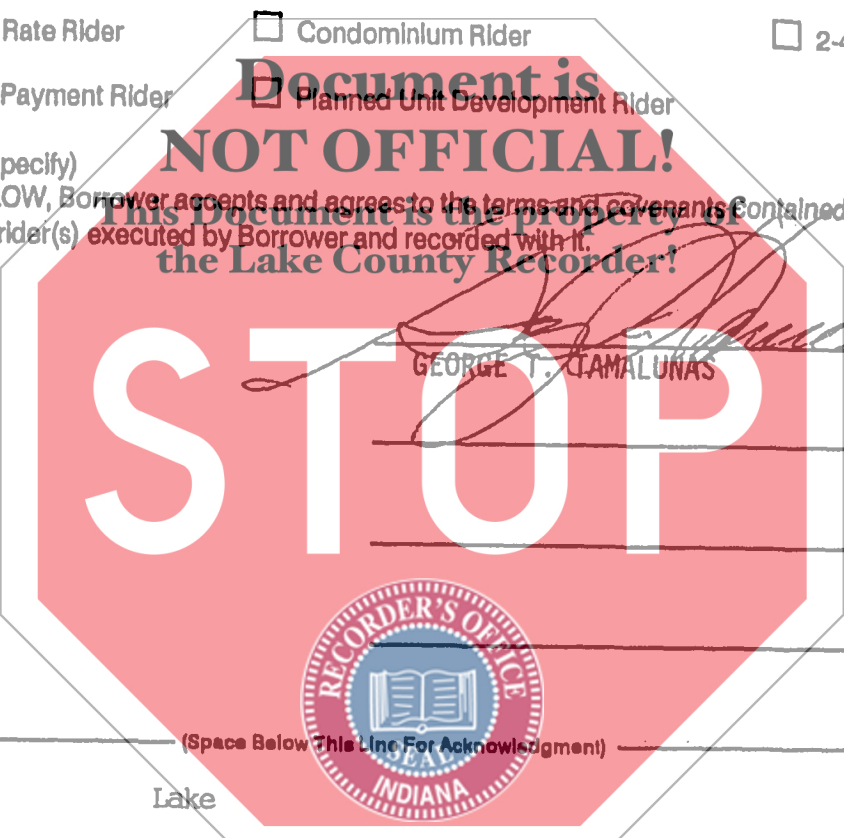 Rate Rider
Condominium Rider
2-4
Payment Rider
Planned Unit Development Rider
Document is
NOT OFFICIAL!
pecify)
LOW, Borrower accepts and agrees to the terms and covenants contained
This Document is the property of
rider(s) executed by Borrower and recorded with it.
the Lake County Recorder!
STOP
GEORGE T. TAMALUNAS
RECORDER'S OFFICE
SEAL
INDIANA
(Space Below This Line For Acknowledgment)
Lake